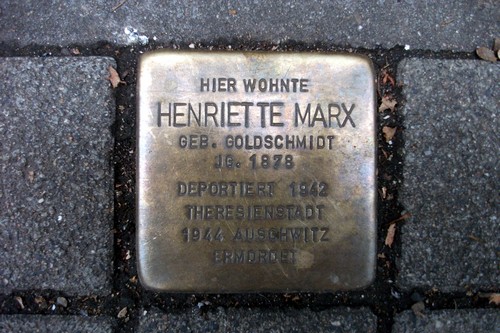 HIER WOHNTE
HENRIETTE MARX
GEB. GOLDSCHMIDT
JG. 1878
DEPORTIERT 1942
THERESIENSTADT
1944 AUSCHWITZ
ERMORDET